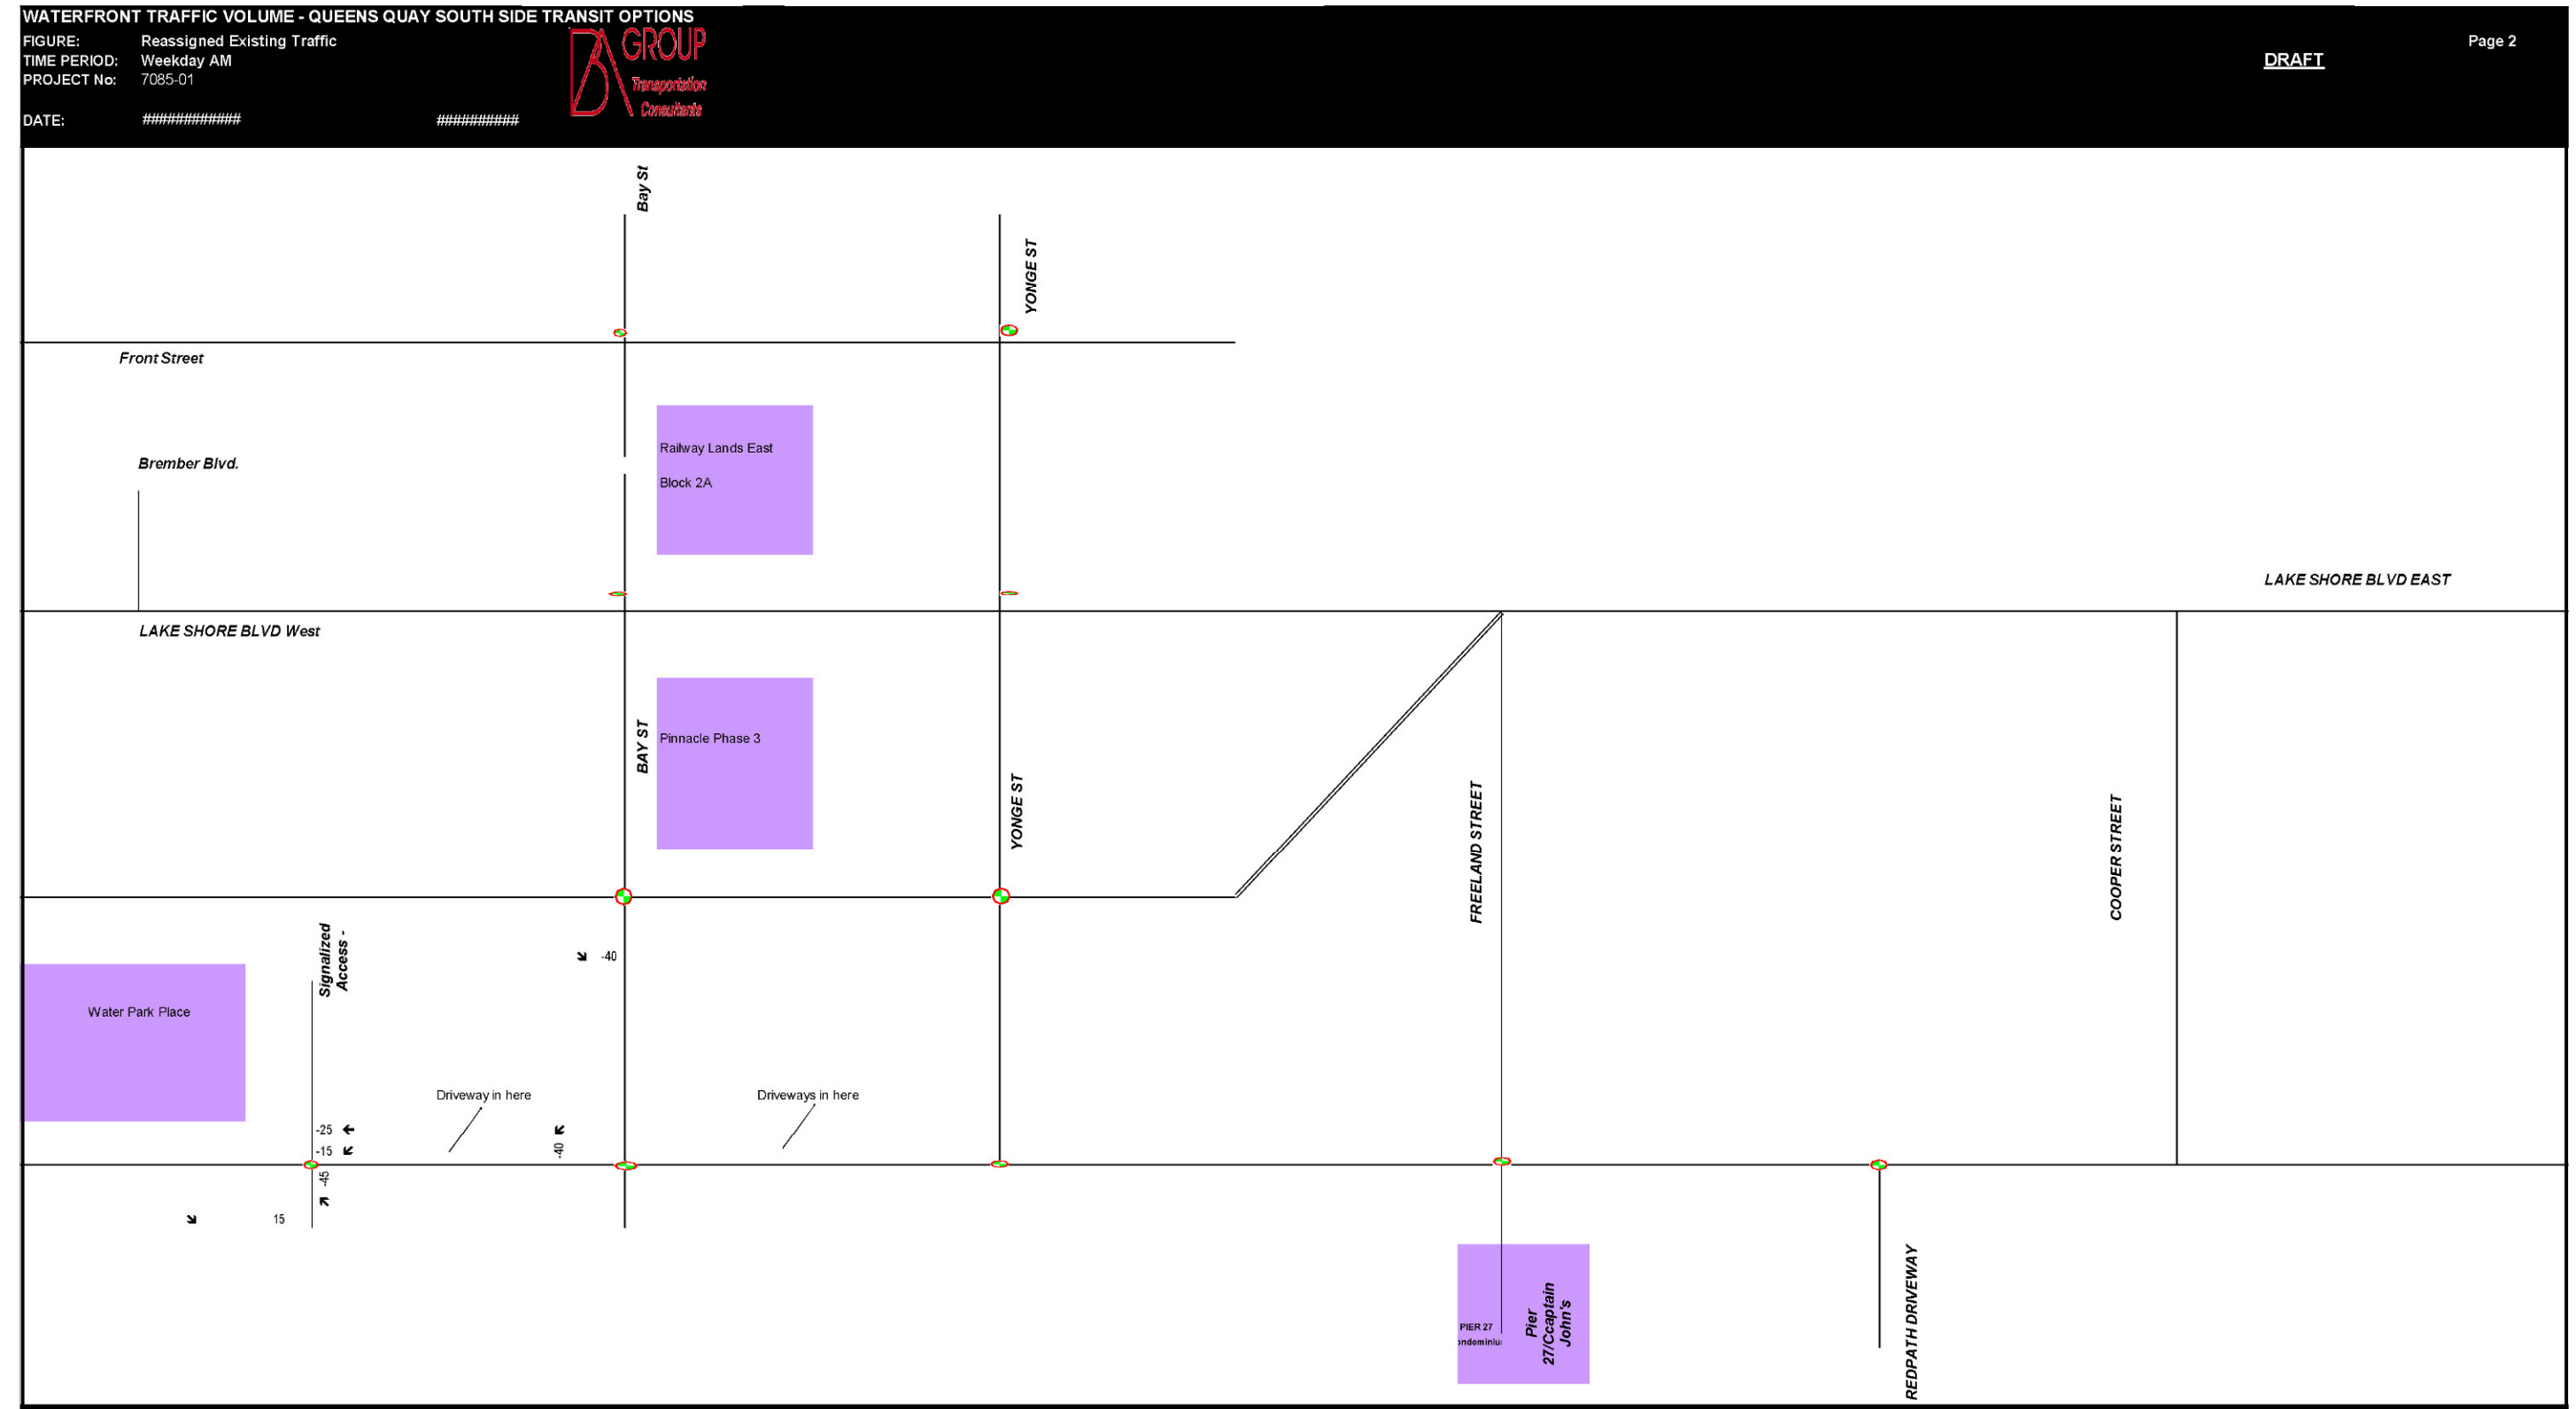 WATERFRONT TRAFFIC VOLUME - QUEENS QUAY SOUTH SIDE TRANSIT OPTIONS
FIGURE: Reassigned Existing Traffic
TIME PERIOD: Weekday AM
PROJECT No: 7085-01
DATE: ############ ##########
BA GROUP
Transportation
Consultants
DRAFT
Page 2
Bay St
YONGE ST
Front Street
Brember Blvd.
Railway Lands East
Block 2A
LAKE SHORE BLVD EAST
LAKE SHORE BLVD West
BAY ST
Pinnacle Phase 3
YONGE ST
FREELAND STREET
COOPER STREET
Signalized
Access -
-40
Water Park Place
Driveway in here
Driveways in here
-25
-15
-40
-45
15
PIER 27
ondominiu
Pier
27/Ccaptain
John's
REDPATH DRIVEWAY